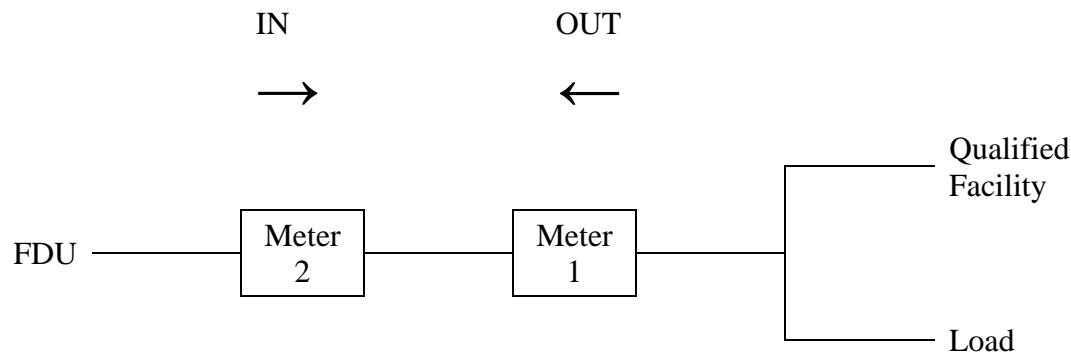 IN
OUT
→
←
Qualified
Facility
FDU
Meter
2
Meter
1
Load